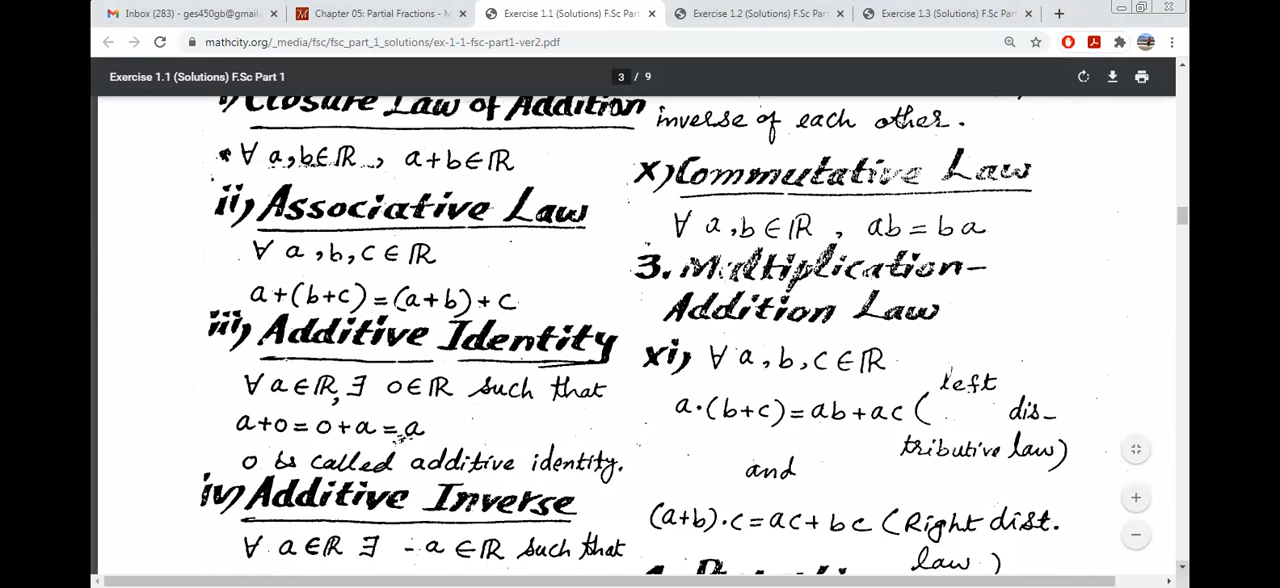 Inbox (283) - ges450gb@gmail.
Chapter 05: Partial Fractions - M
Exercise 1.1 (Solutions) F.Sc Part
Exercise 1.2 (Solutions) F.Sc Par
Exercise 1.3 (Solutions) F.Sc Pa
mathcity.org/_media/fsc/fsc_part_1_solutions/ex-1-1-fsc-part1-ver2.pdf
Exercise 1.1 (Solutions) F.Sc Part 1
3 / 9
i) Closure Law of Addition
∀ a,b∈ℝ, a+b∈ℝ
ii) Associative Law
∀ a,b,c∈ℝ
a+(b+c)=(a+b)+c
iii) Additive Identity
∀ a∈ℝ, ∃ 0∈ℝ such that
a+0=0+a=a
0 is called additive identity.
iv) Additive Inverse
∀ a∈ℝ ∃ -a∈ℝ such that
inverse of each other.
x) Commutative Law
∀ a,b∈ℝ, ab=ba
3. Multiplication-
Addition Law
xi) ∀ a,b,c∈ℝ
a·(b+c)=ab+ac (left dis-
tributive law)
and
(a+b)·c=ac+bc (Right dist.
law)